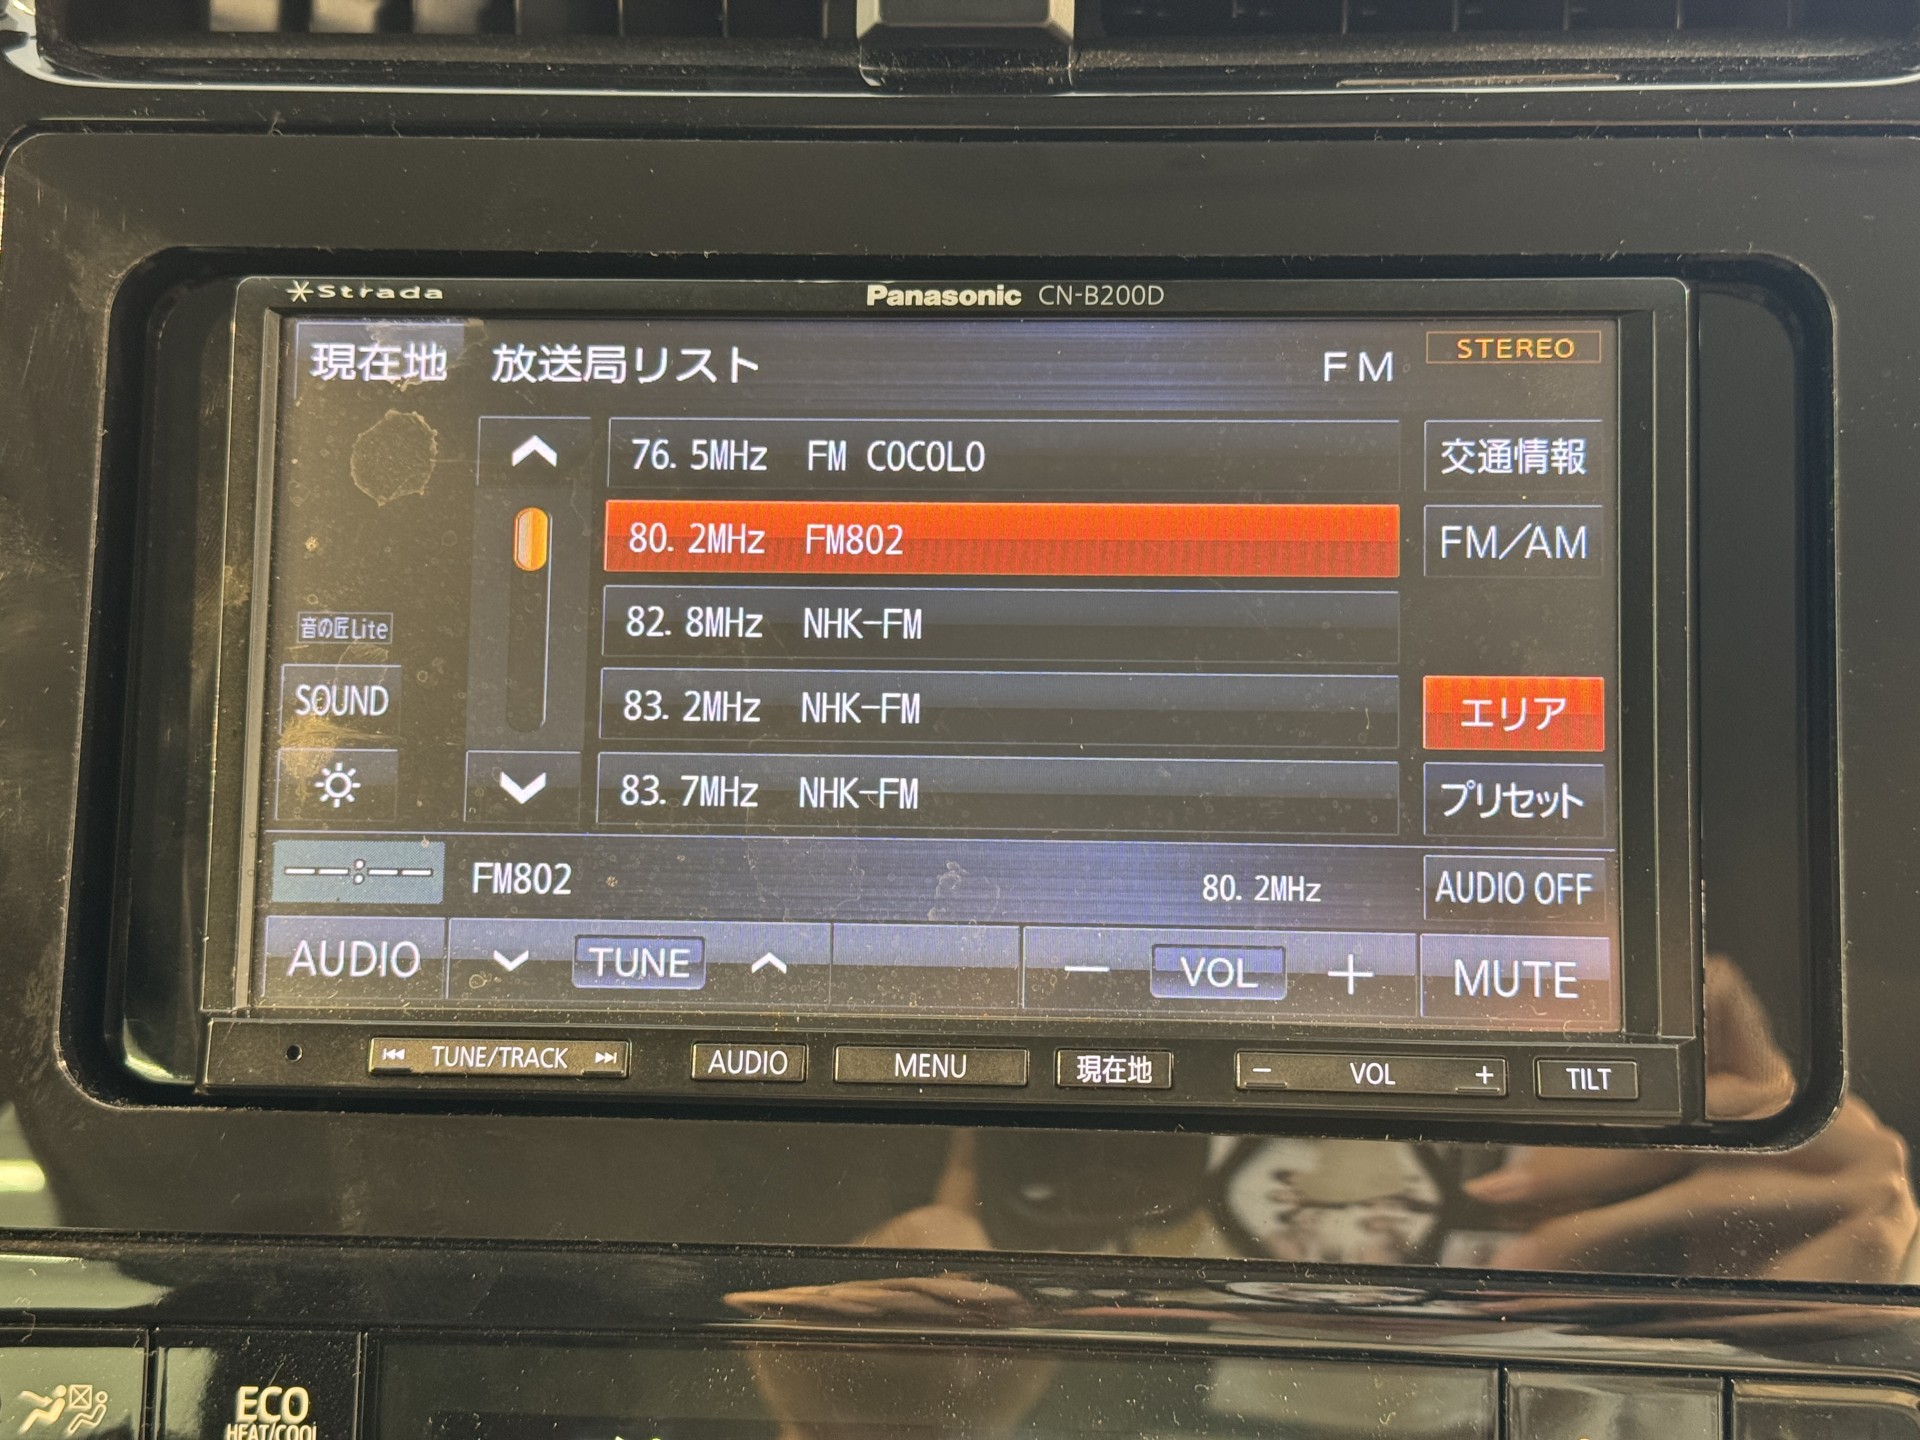 Strada
Panasonic CN-B200D
現在地 放送局リスト FM STEREO
76.5MHz FM COCOLO
交通情報
80.2MHz FM802
FM/AM
82.8MHz NHK-FM
音の匠Lite
83.2MHz NHK-FM
SOUND
エリア
83.7MHz NHK-FM
プリセット
--:-- FM802 80.2MHz AUDIO OFF
AUDIO TUNE − VOL + MUTE
TUNE/TRACK AUDIO MENU 現在地 − VOL + TILT
ECO
HEAT/COOL